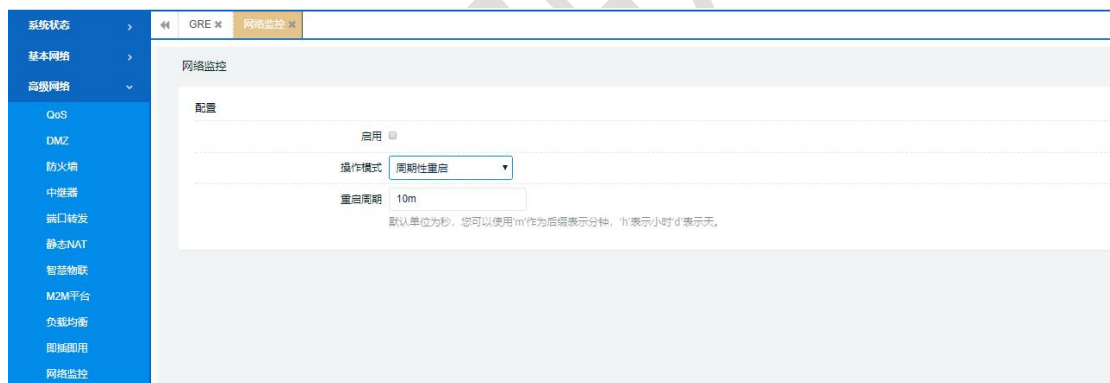 系统状态
基本网络
高级网络
QoS
DMZ
防火墙
中继器
端口转发
静态NAT
智慧物联
M2M平台
负载均衡
即插即用
网络监控
GRE
网络监控
网络监控
配置
启用
操作模式 周期性重启
重启周期 10m
默认单位为秒，您可以使用'm'作为后缀表示分钟，'h'表示小时'd'表示天。